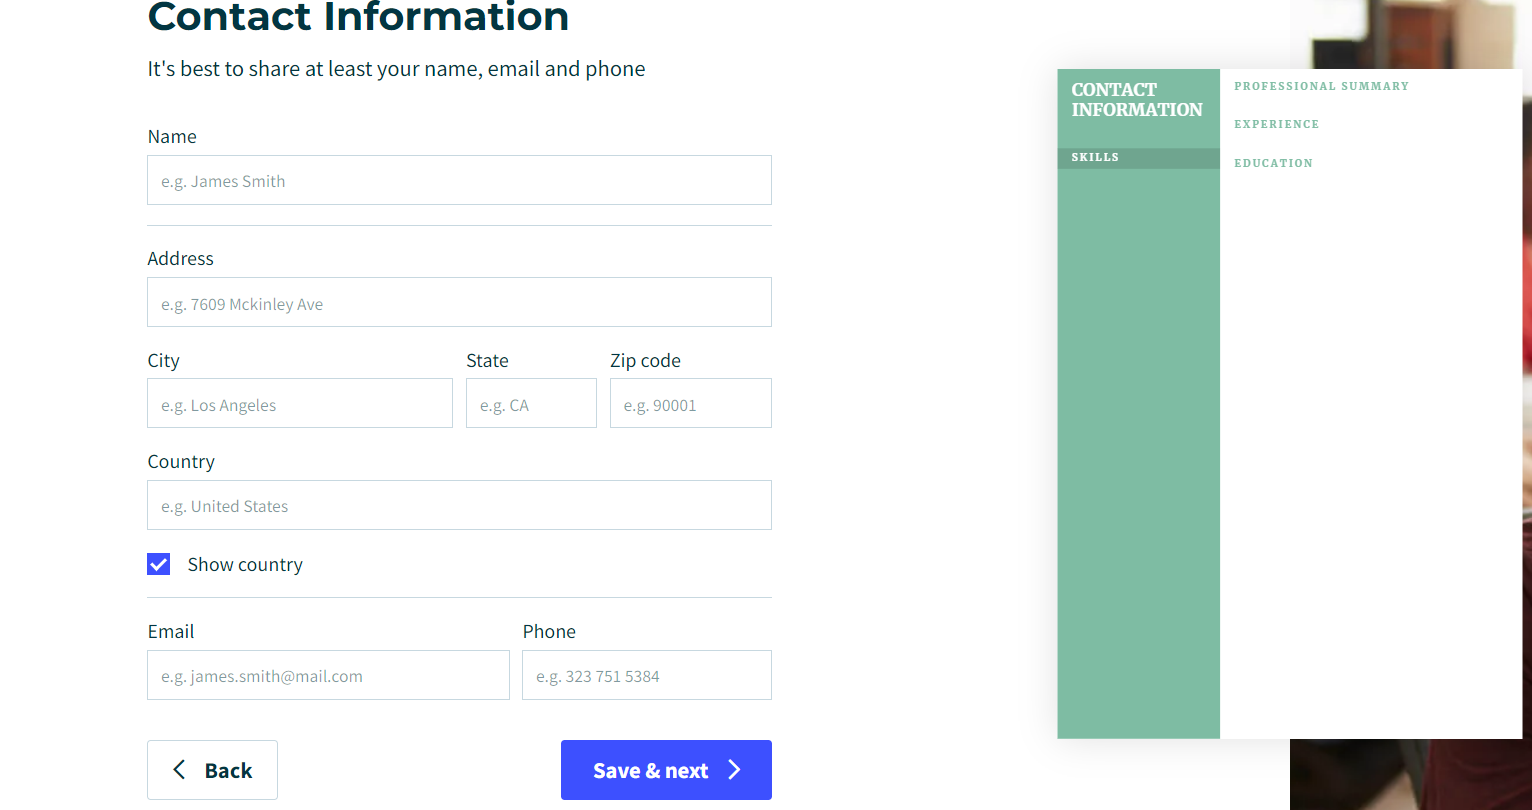 Contact Information
It's best to share at least your name, email and phone
Name
e.g. James Smith
Address
e.g. 7609 Mckinley Ave
City State Zip code
e.g. Los Angeles e.g. CA e.g. 90001
Country
e.g. United States
Show country
Email Phone
e.g. james.smith@mail.com e.g. 323 751 5384
Back Save & next
CONTACT
INFORMATION
SKILLS
PROFESSIONAL SUMMARY
EXPERIENCE
EDUCATION